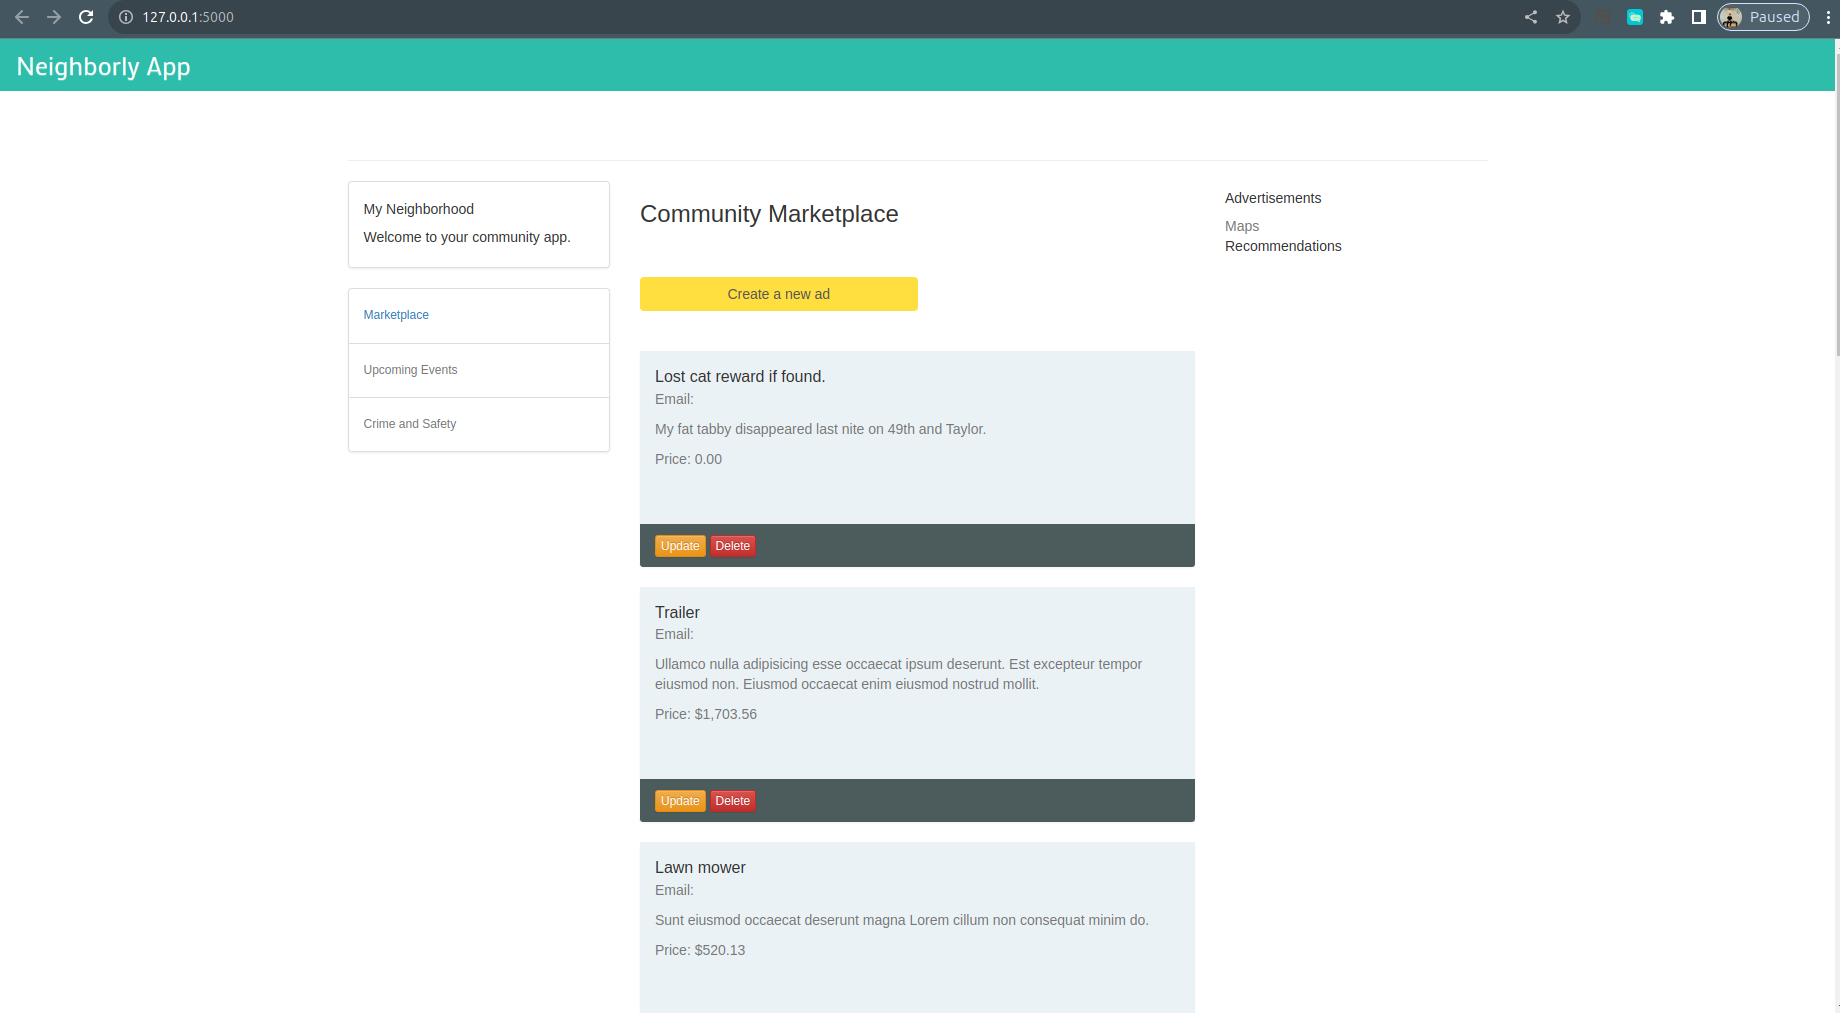 127.0.0.1:5000
Paused
Neighborly App
My Neighborhood
Welcome to your community app.
Marketplace
Upcoming Events
Crime and Safety
Community Marketplace
Create a new ad
Lost cat reward if found.
Email:
My fat tabby disappeared last nite on 49th and Taylor.
Price: 0.00
Update Delete
Trailer
Email:
Ullamco nulla adipisicing esse occaecat ipsum deserunt. Est excepteur tempor
eiusmod non. Eiusmod occaecat enim eiusmod nostrud mollit.
Price: $1,703.56
Update Delete
Lawn mower
Email:
Sunt eiusmod occaecat deserunt magna Lorem cillum non consequat minim do.
Price: $520.13
Advertisements
Maps
Recommendations